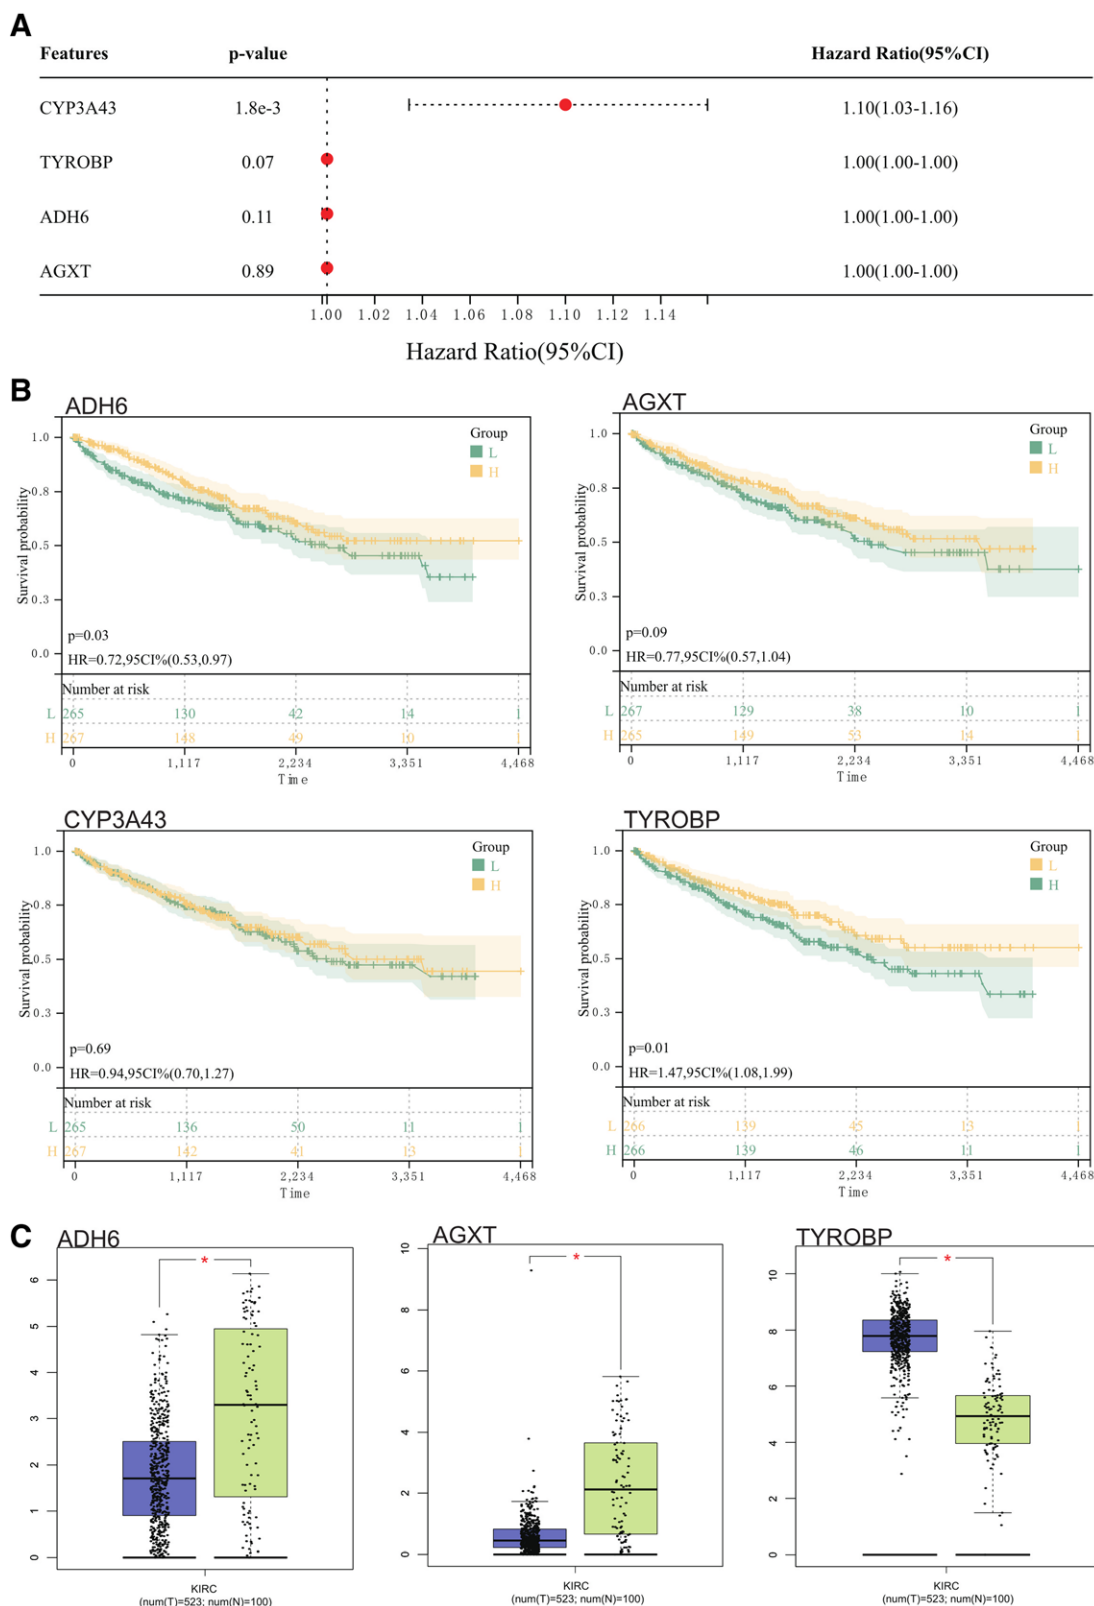 A
Features p-value Hazard Ratio(95%CI)
CYP3A43 1.8e-3 1.10(1.03-1.16)
TYROBP 0.07 1.00(1.00-1.00)
ADH6 0.11 1.00(1.00-1.00)
AGXT 0.89 1.00(1.00-1.00)
1.00 1.02 1.04 1.06 1.08 1.10 1.12 1.14
Hazard Ratio(95%CI)
B
ADH6
Group
L
H
Survival probability
1.0
0.8
0.5
0.3
0.0
p=0.03
HR=0.72,95CI%(0.53,0.97)
Number at risk
L 265 130 42 14 1
H 267 148 49 10 1
0 1,117 2,234 3,351 4,468
Time
AGXT
Group
L
H
Survival probability
1.0
0.8
0.5
0.3
0.0
p=0.09
HR=0.77,95CI%(0.57,1.04)
Number at risk
L 267 129 38 10 1
H 265 149 53 14 1
0 1,117 2,234 3,351 4,468
Time
CYP3A43
Group
L
H
Survival probability
1.0
0.8
0.5
0.3
0.0
p=0.69
HR=0.94,95CI%(0.70,1.27)
Number at risk
L 265 136 50 11 1
H 267 142 41 13 1
0 1,117 2,234 3,351 4,468
Time
TYROBP
Group
L
H
Survival probability
1.0
0.8
0.5
0.3
0.0
p=0.01
HR=1.47,95CI%(1.08,1.99)
Number at risk
L 266 139 45 13 1
H 266 139 46 11 1
0 1,117 2,234 3,351 4,468
Time
C
ADH6
*
6
5
4
3
2
1
0
KIRC
(num(T)=523; num(N)=100)
AGXT
*
10
8
6
4
2
0
KIRC
(num(T)=523; num(N)=100)
TYROBP
*
10
8
6
4
2
0
KIRC
(num(T)=523; num(N)=100)